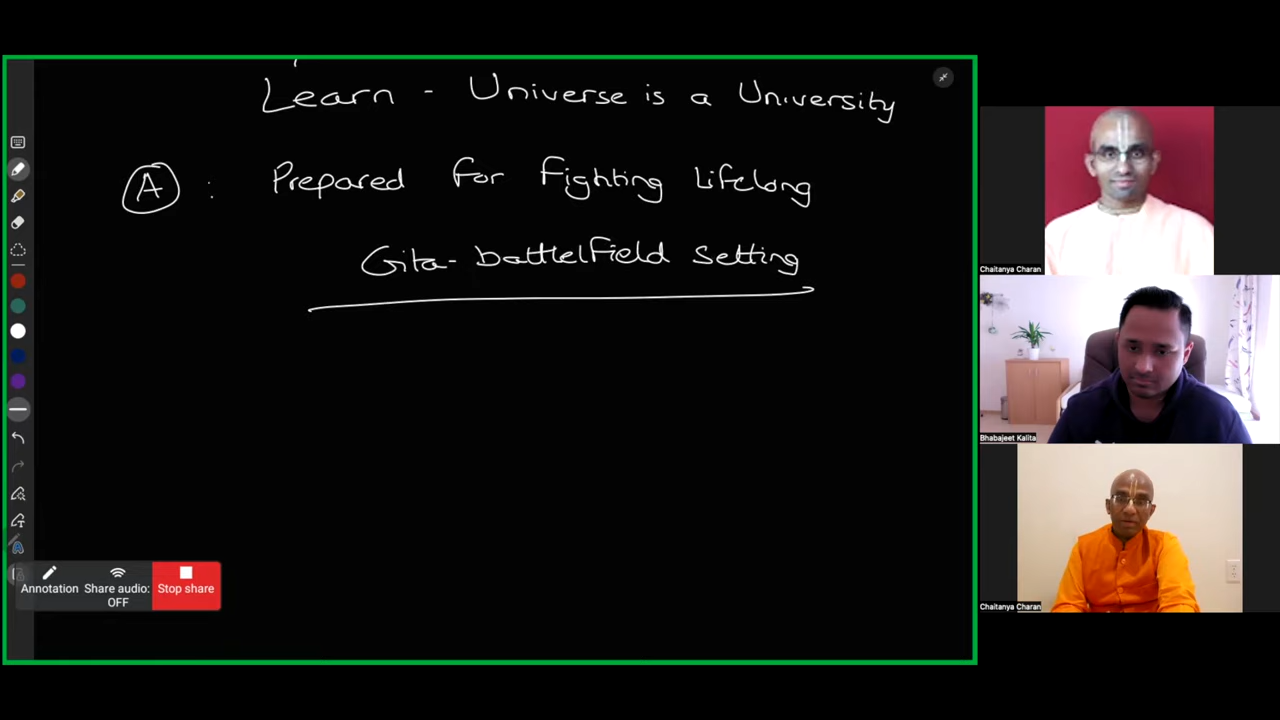 Learn - Universe is a University
A : Prepared for fighting lifelong
Gita- battlefield setting
Annotation Share audio: OFF Stop share
Chaitanya Charan
Bhabajeet Kalita
Chaitanya Charan